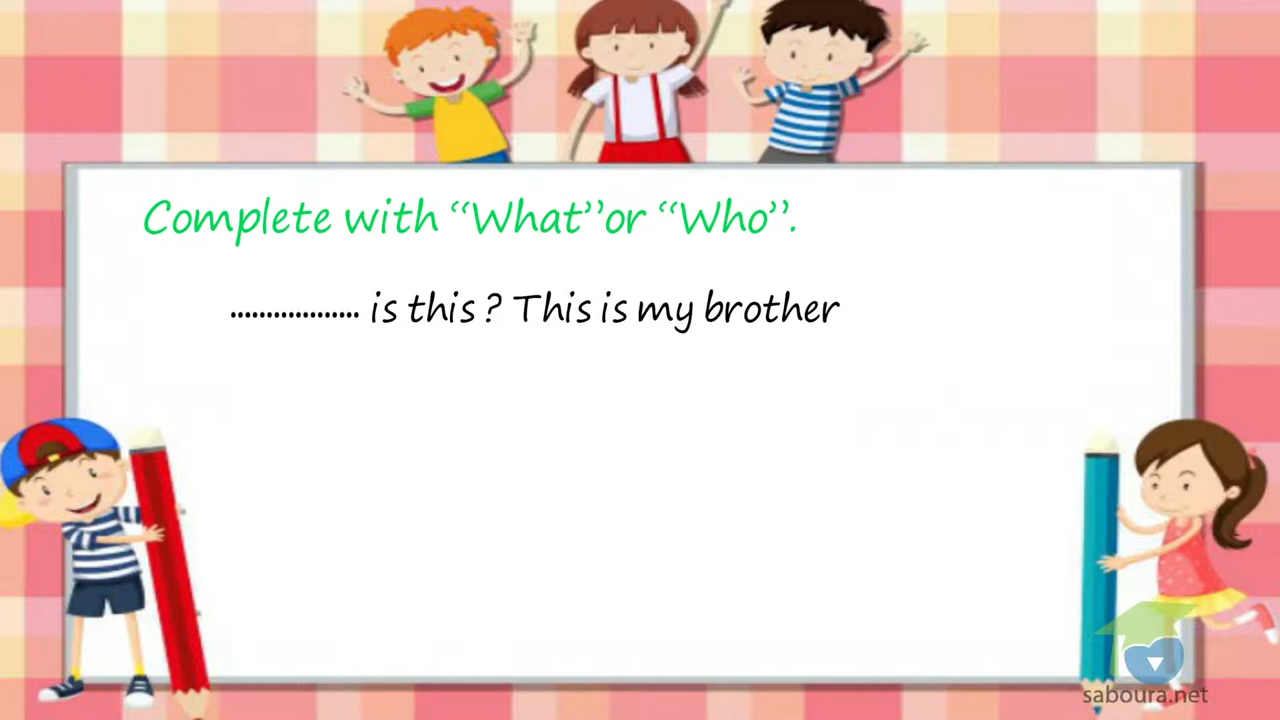 Complete with “What”or “Who”.
.................. is this ? This is my brother
saboura.net